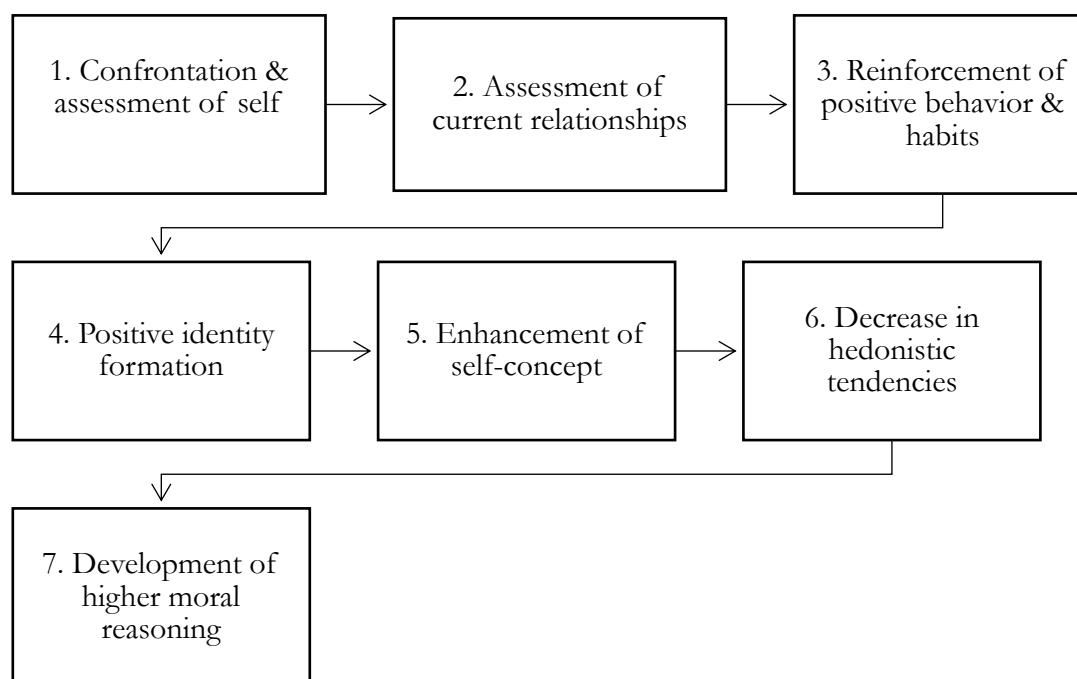 1. Confrontation &
assessment of self
2. Assessment of
current relationships
3. Reinforcement of
positive behavior &
habits
4. Positive identity
formation
5. Enhancement of
self-concept
6. Decrease in
hedonistic
tendencies
7. Development of
higher moral
reasoning